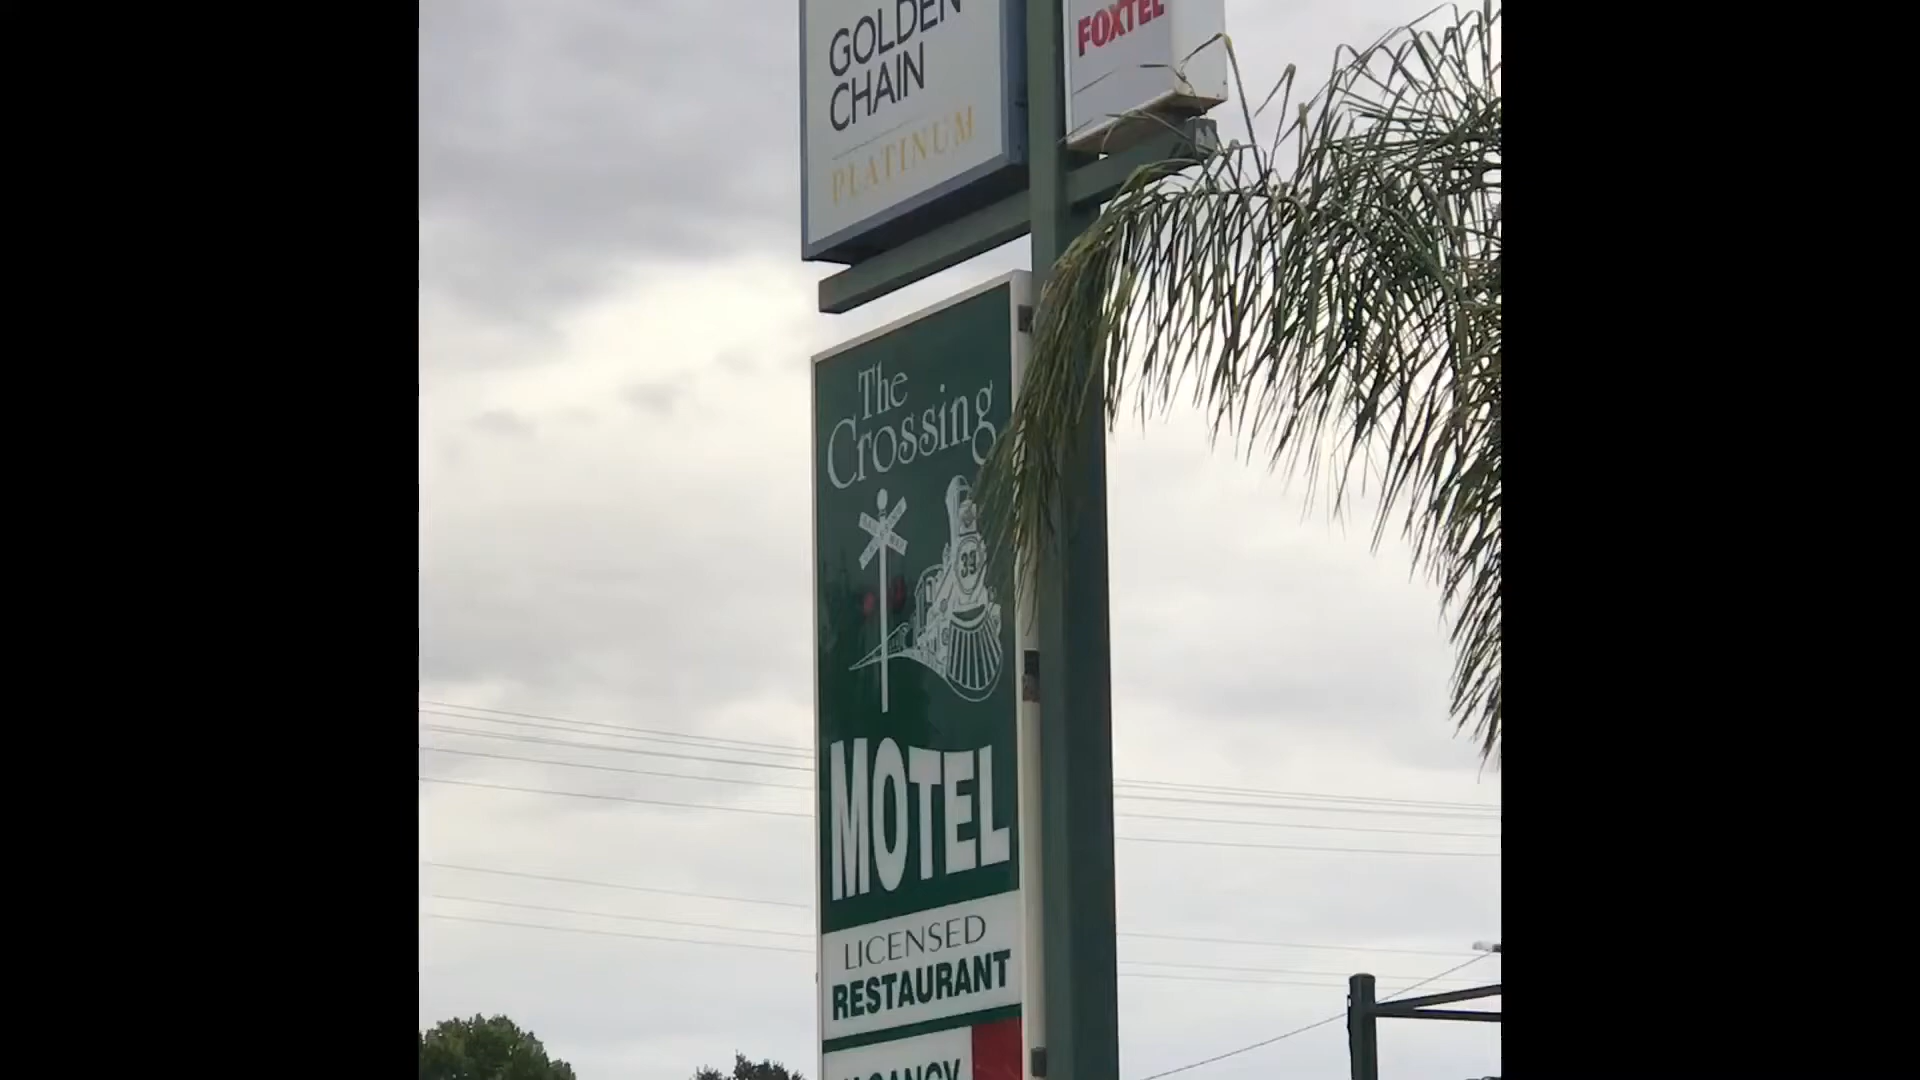 GOLDEN
CHAIN
PLATINUM
FOXTEL
The
Crossing
39
MOTEL
LICENSED
RESTAURANT